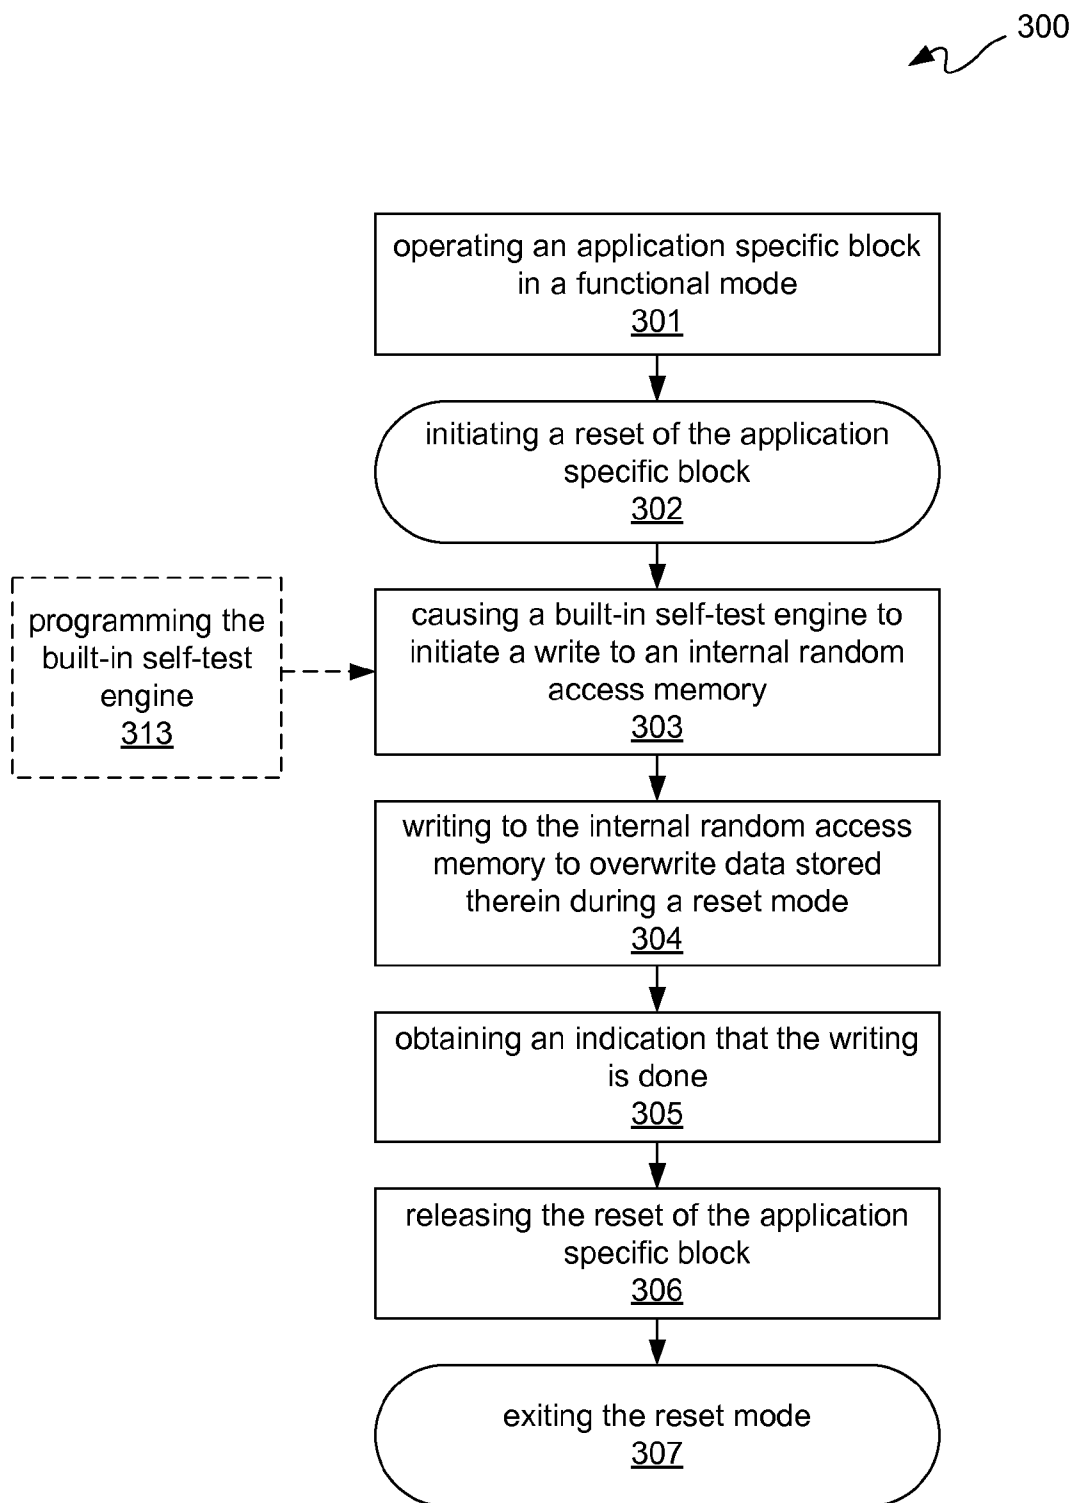 300
operating an application specific block
in a functional mode
301
initiating a reset of the application
specific block
302
programming the
built-in self-test
engine
313
causing a built-in self-test engine to
initiate a write to an internal random
access memory
303
writing to the internal random access
memory to overwrite data stored
therein during a reset mode
304
obtaining an indication that the writing
is done
305
releasing the reset of the application
specific block
306
exiting the reset mode
307